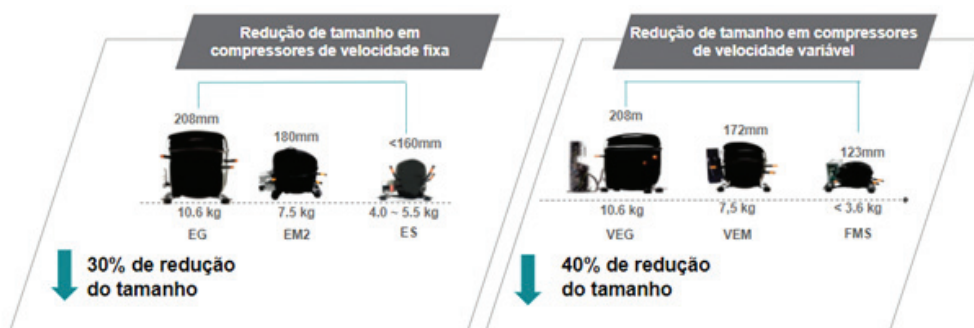 Redução de tamanho em
compressores de velocidade fixa
208mm
180mm
<160mm
10.6 kg
7.5 kg
4.0 ~ 5.5 kg
EG
EM2
ES
30% de redução
do tamanho
Redução de tamanho em compressores
de velocidade variável
208m
172mm
123mm
10.6 kg
7,5 kg
< 3.6 kg
VEG
VEM
FMS
40% de redução
do tamanho